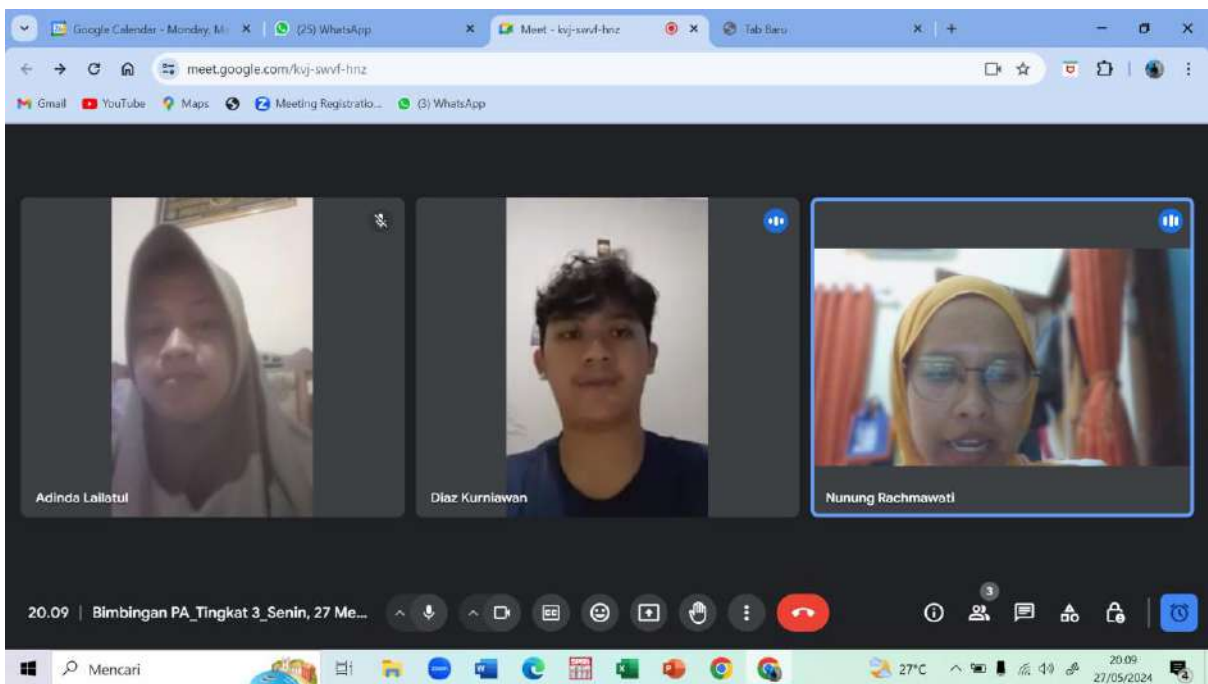 Google Calendar - Monday, M
(25) WhatsApp
Meet - kvj-swvf-hnz
Tab Baru
meet.google.com/kvj-swvf-hnz
Gmail
YouTube
Maps
Meeting Registratio...
(3) WhatsApp
Adinda Lailatul
Diaz Kurniawan
Nunung Rachmawati
20.09 | Bimbingan PA_Tingkat 3_Senin, 27 Me...
3
Mencari
27°C
20.09
27/05/2024